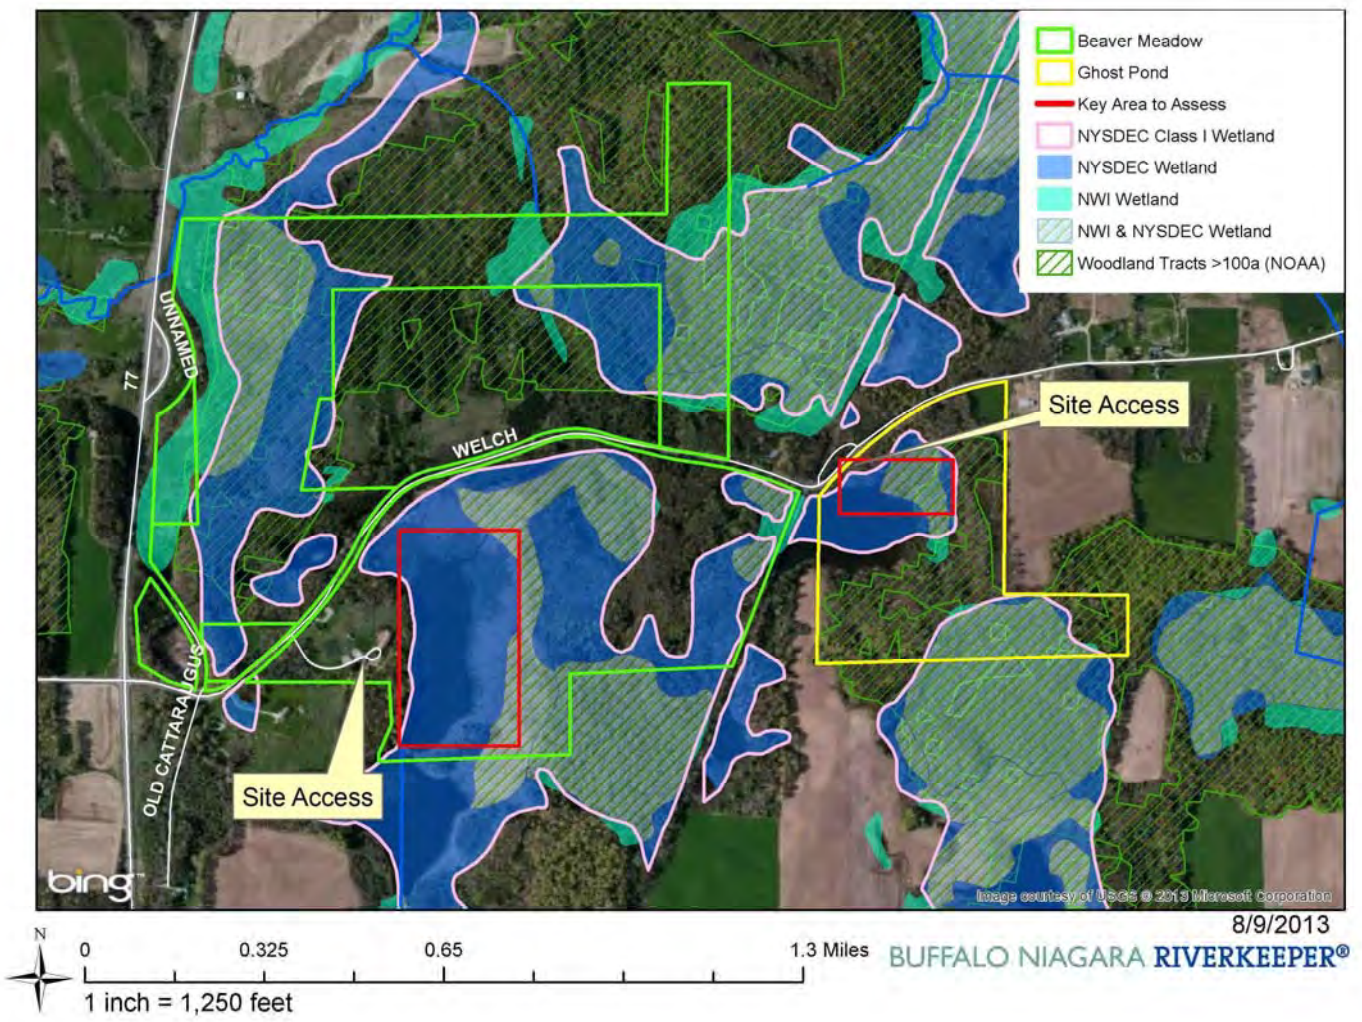 Beaver Meadow
Ghost Pond
Key Area to Assess
NYSDEC Class I Wetland
NYSDEC Wetland
NWI Wetland
NWI & NYSDEC Wetland
Woodland Tracts >100a (NOAA)
UNNAMED
77
Site Access
WELCH
OLD CATTARAUGUS
Site Access
bing™
Image courtesy of USGS © 2013 Microsoft Corporation
8/9/2013
N
0 0.325 0.65 1.3 Miles
BUFFALO NIAGARA RIVERKEEPER®
1 inch = 1,250 feet